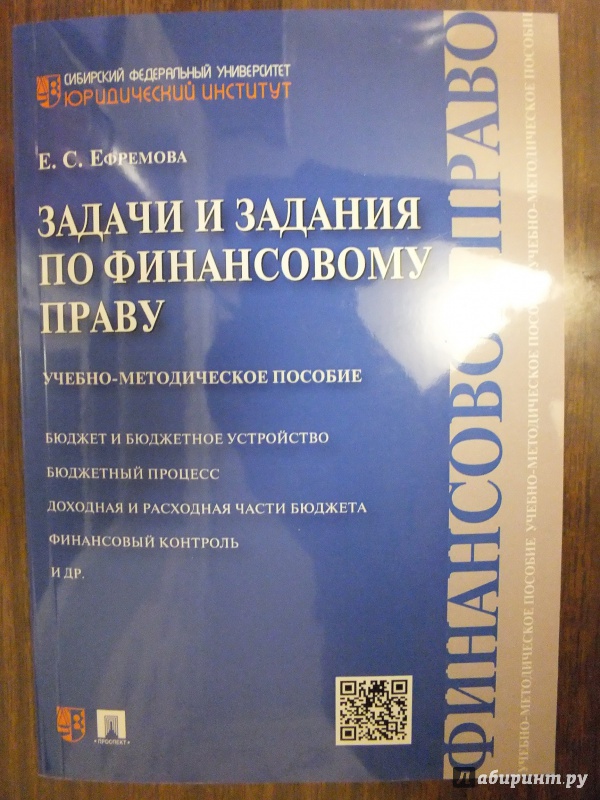 СИБИРСКИЙ ФЕДЕРАЛЬНЫЙ УНИВЕРСИТЕТ
ЮРИДИЧЕСКИЙ ИНСТИТУТ
Е. С. ЕФРЕМОВА
ЗАДАЧИ И ЗАДАНИЯ
ПО ФИНАНСОВОМУ
ПРАВУ
УЧЕБНО-МЕТОДИЧЕСКОЕ ПОСОБИЕ
БЮДЖЕТ И БЮДЖЕТНОЕ УСТРОЙСТВО
БЮДЖЕТНЫЙ ПРОЦЕСС
ДОХОДНАЯ И РАСХОДНАЯ ЧАСТИ БЮДЖЕТА
ФИНАНСОВЫЙ КОНТРОЛЬ
И ДР.
• ПРОСПЕКТ •
ФИНАНСОВО ПРАВО
УЧЕБНО-МЕТОДИЧЕСКОЕ ПОСОБИЕ УЧЕБНО-МЕТОДИЧЕСКОЕ ПОСОБИЕ УЧЕБНО-МЕТОДИЧЕСКОЕ ПОСОБИЕ
Лабиринт.ру